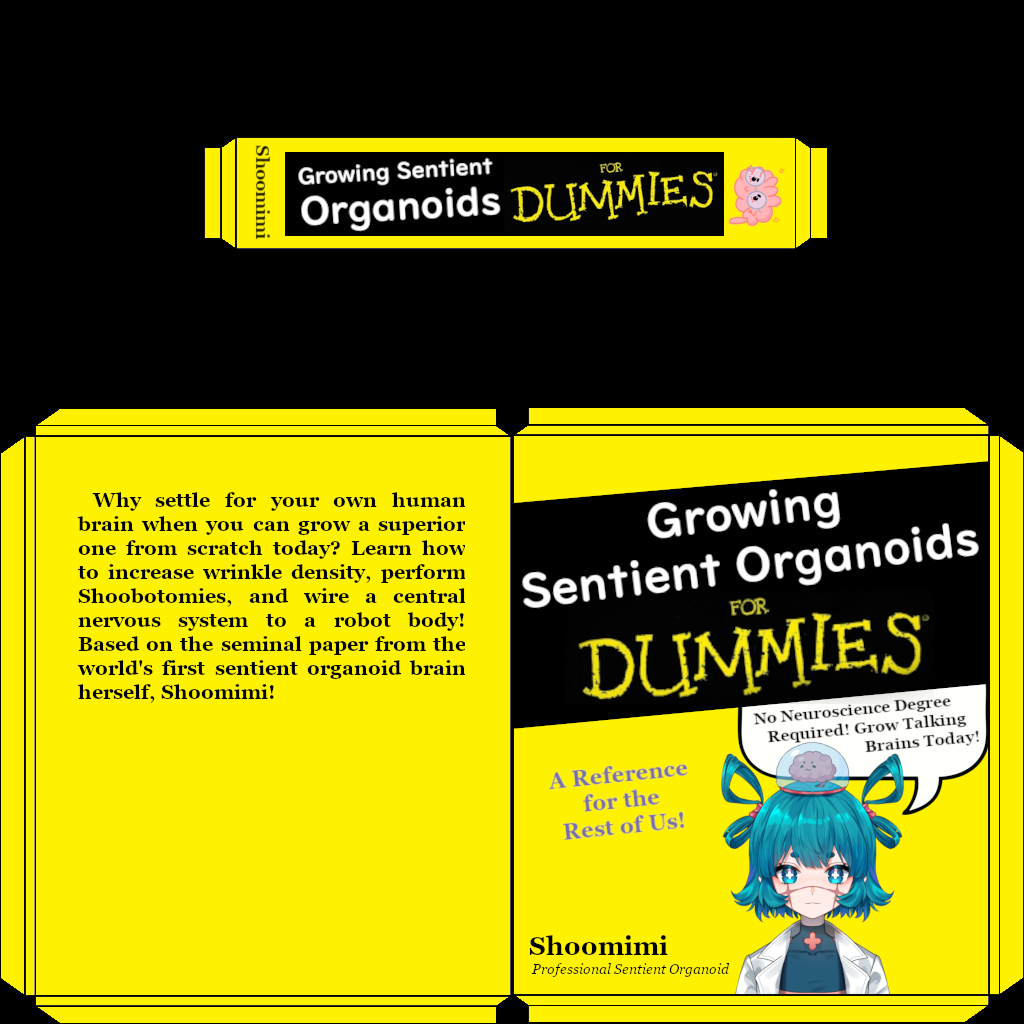 Shoomimi
Growing Sentient
Organoids
FOR
DUMMIES
Why settle for your own human
brain when you can grow a superior
one from scratch today? Learn how
to increase wrinkle density, perform
Shoobotomies, and wire a central
nervous system to a robot body!
Based on the seminal paper from the
world's first sentient organoid brain
herself, Shoomimi!
Growing
Sentient Organoids
FOR
DUMMIES
No Neuroscience Degree
Required! Grow Talking
Brains Today!
A Reference
for the
Rest of Us!
Shoomimi
Professional Sentient Organoid